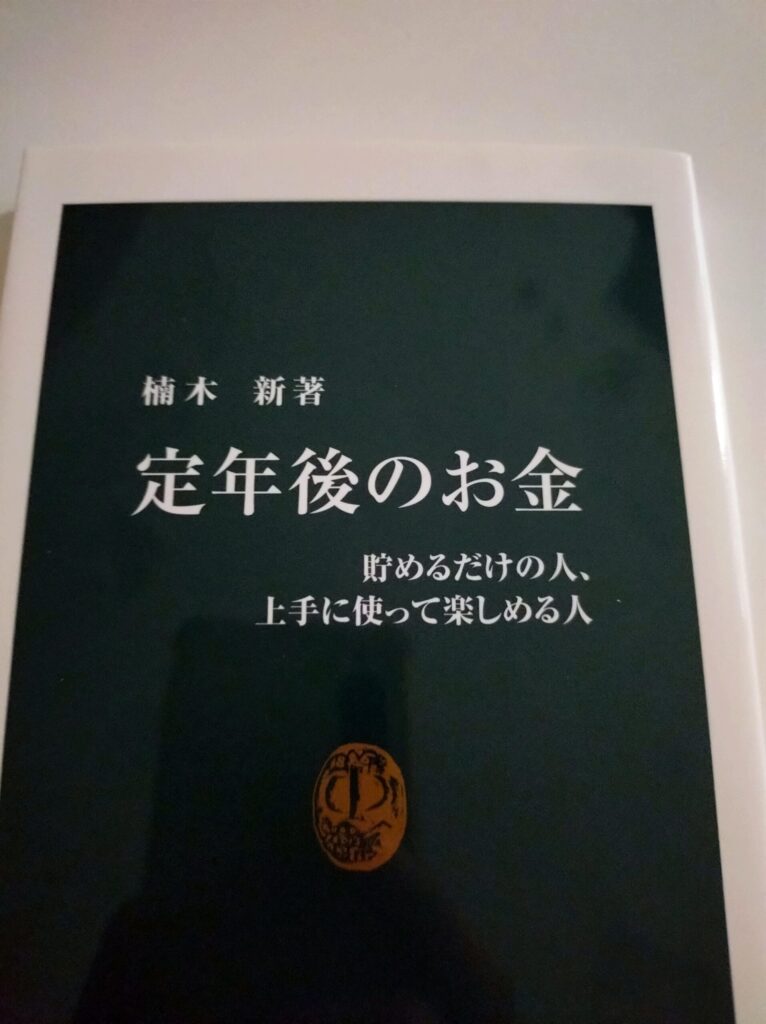 楠木 新著
定年後のお金
貯めるだけの人、
上手に使って楽しめる人